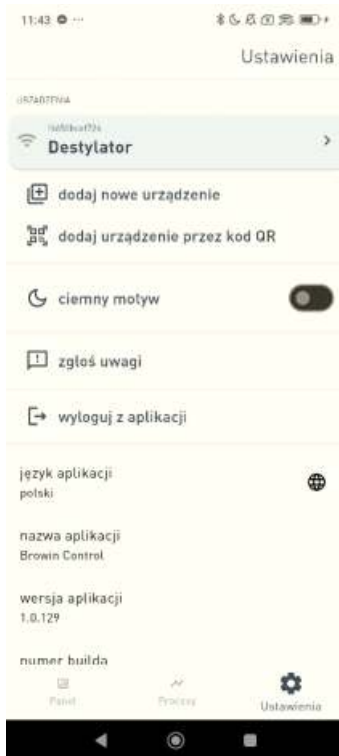 11:43
Ustawienia
URZĄDZENIA
Destylator
dodaj nowe urządzenie
dodaj urządzenie przez kod QR
ciemny motyw
zgłoś uwagi
wyloguj z aplikacji
język aplikacji
polski
nazwa aplikacji
Browin Control
wersja aplikacji
1.0.129
numer builda
Panel
Procesy
Ustawienia